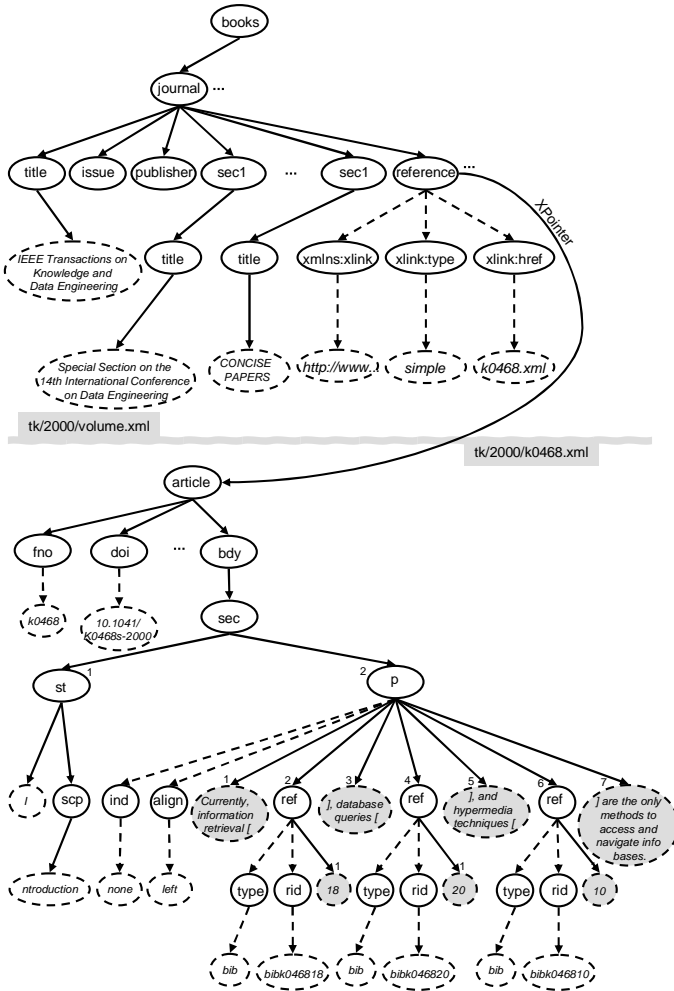 books
journal ...
title issue publisher sec1 ... sec1 reference ...
XPointer
IEEE Transactions on
Knowledge and
Data Engineering
title title xmlns:xlink xlink:type xlink:href
Special Section on the
14th International Conference
on Data Engineering
CONCISE
PAPERS
http://www.. simple k0468.xml
tk/2000/volume.xml
tk/2000/k0468.xml
article
fno doi ... bdy
k0468
10.1041/
K0468s-2000
sec
st 1
2 p
I scp ind align
1
Currently,
information
retrieval [
2
ref
3
], database
queries [
4
ref
5
], and
hypermedia
techniques [
6
ref
7
] are the only
methods to
access and
navigate info
bases.
ntroduction none left
type rid 1 18 type rid 1 20 type rid 10
bib bibk046818 bib bibk046820 bib bibk046810